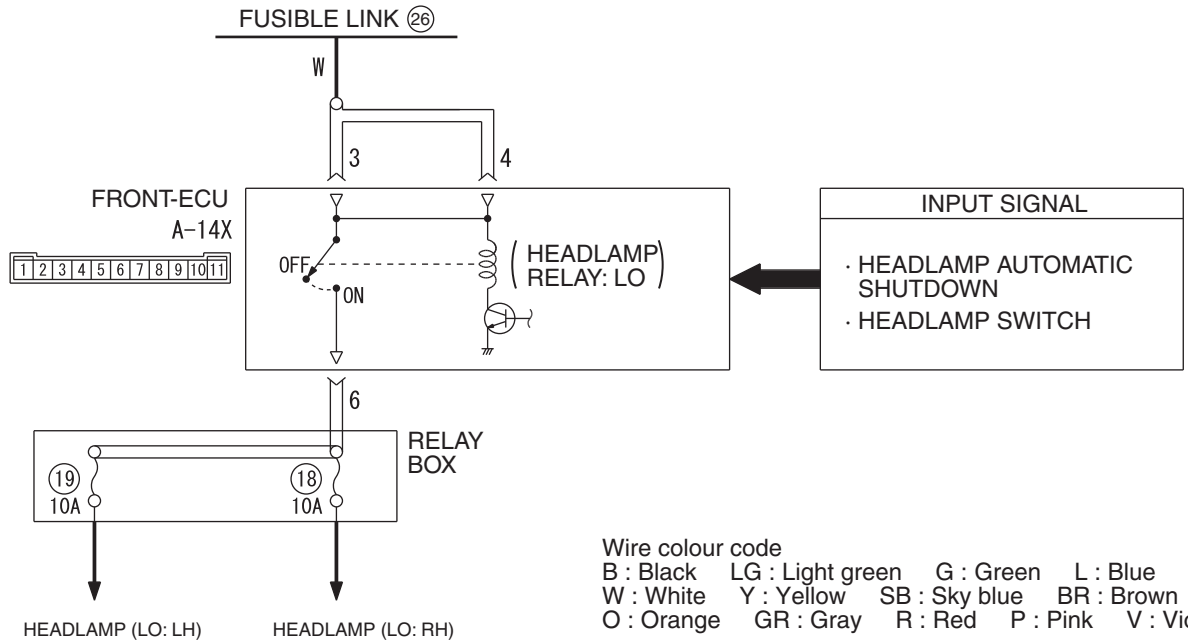 FUSIBLE LINK ㉖
W
3
4
FRONT-ECU
A-14X
1 2 3 4 5 6 7 8 9 10 11
OFF
ON
(HEADLAMP
RELAY: LO)
INPUT SIGNAL
· HEADLAMP AUTOMATIC
SHUTDOWN
· HEADLAMP SWITCH
6
RELAY
BOX
⑲
10A
⑱
10A
HEADLAMP (LO: LH)
HEADLAMP (LO: RH)
Wire colour code
B : Black LG : Light green G : Green L : Blue
W : White Y : Yellow SB : Sky blue BR : Brown
O : Orange GR : Gray R : Red P : Pink V :